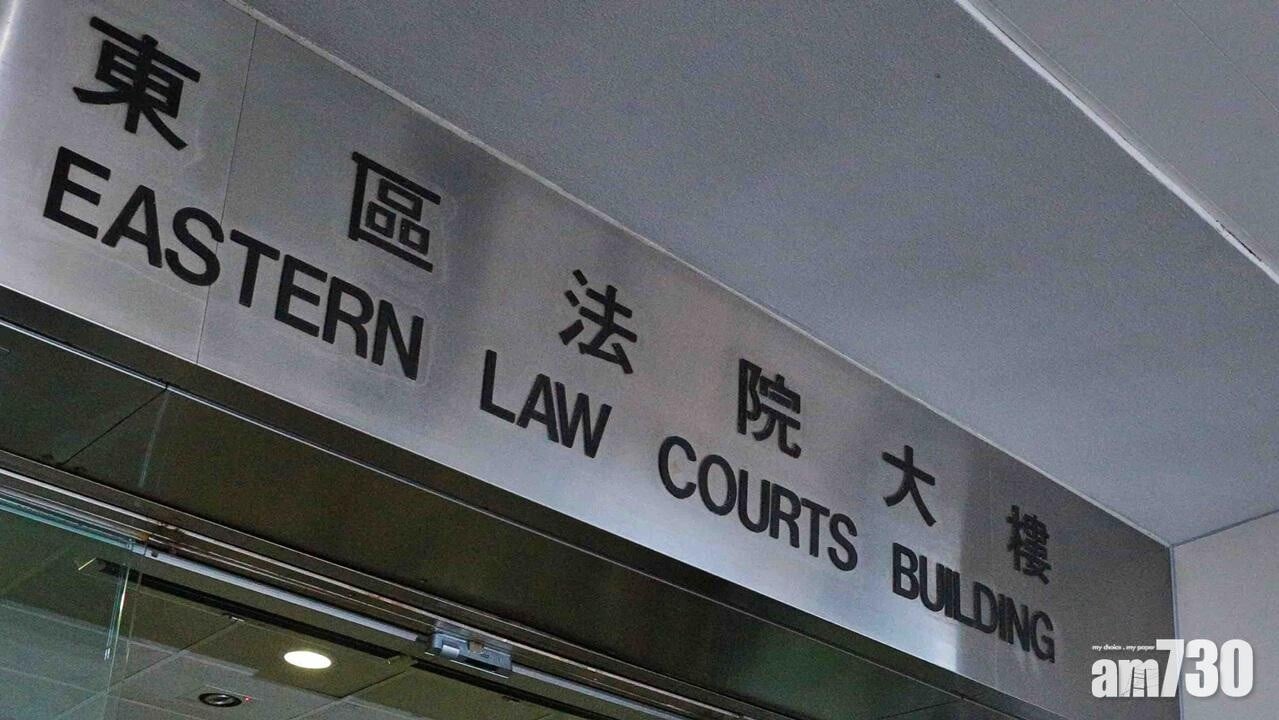 東區法院大樓
EASTERN LAW COURTS BUILDING
my choice . my paper
am730